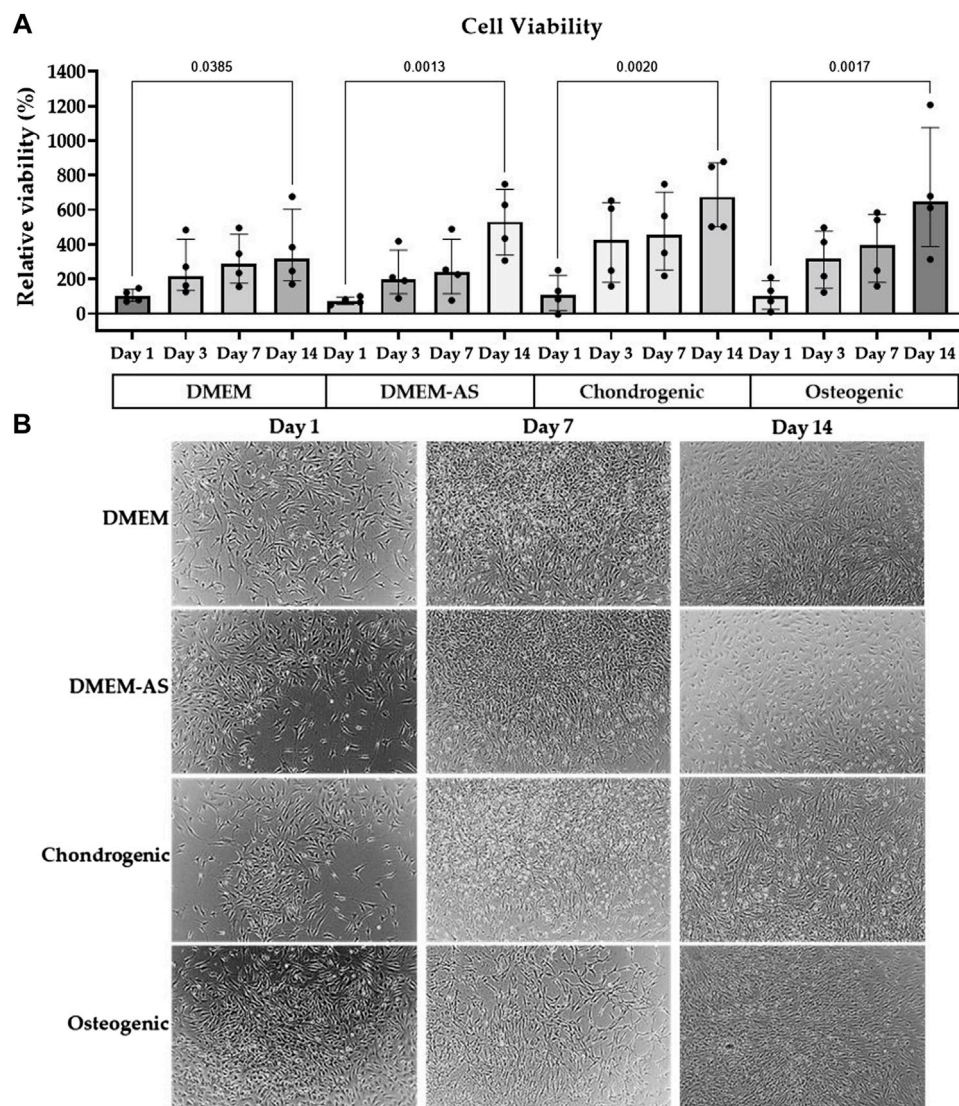 A
Cell Viability
0.0385 0.0013 0.0020 0.0017
1400
1200
1000
800
600
400
200
0
Relative viability (%)
Day 1 Day 3 Day 7 Day 14 Day 1 Day 3 Day 7 Day 14 Day 1 Day 3 Day 7 Day 14 Day 1 Day 3 Day 7 Day 14
DMEM DMEM-AS Chondrogenic Osteogenic
B
Day 1 Day 7 Day 14
DMEM
DMEM-AS
Chondrogenic
Osteogenic